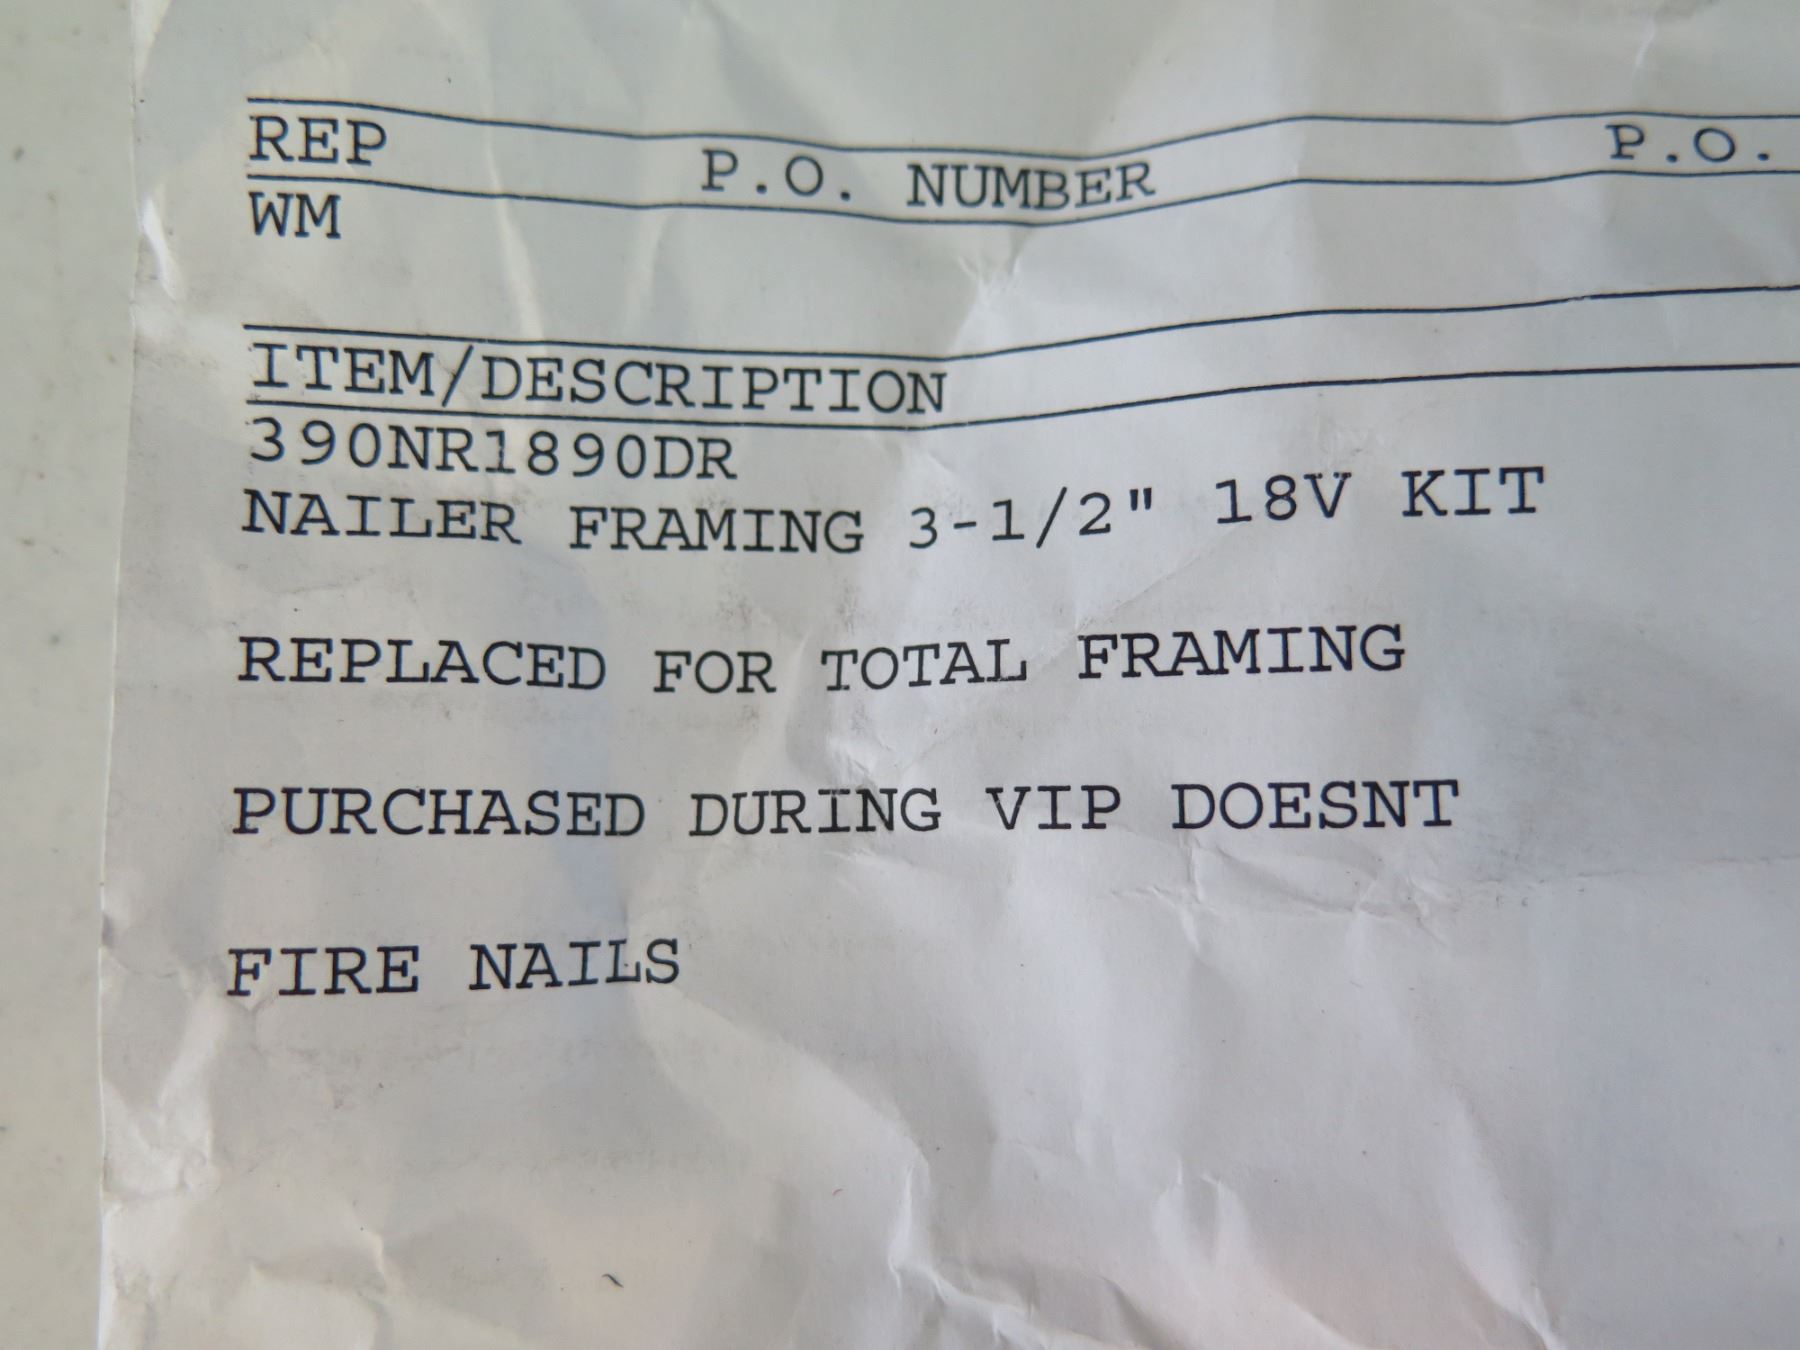 REP P.O. NUMBER P.O.
WM
ITEM/DESCRIPTION
390NR1890DR
NAILER FRAMING 3-1/2" 18V KIT
REPLACED FOR TOTAL FRAMING
PURCHASED DURING VIP DOESNT
FIRE NAILS